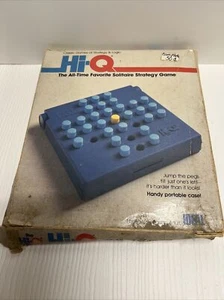 Hi-Q
The All-Time Favorite Solitaire Strategy Game
Jump the pegs
'til just one's left–
it's harder than it looks!
Handy portable case!
IDEAL